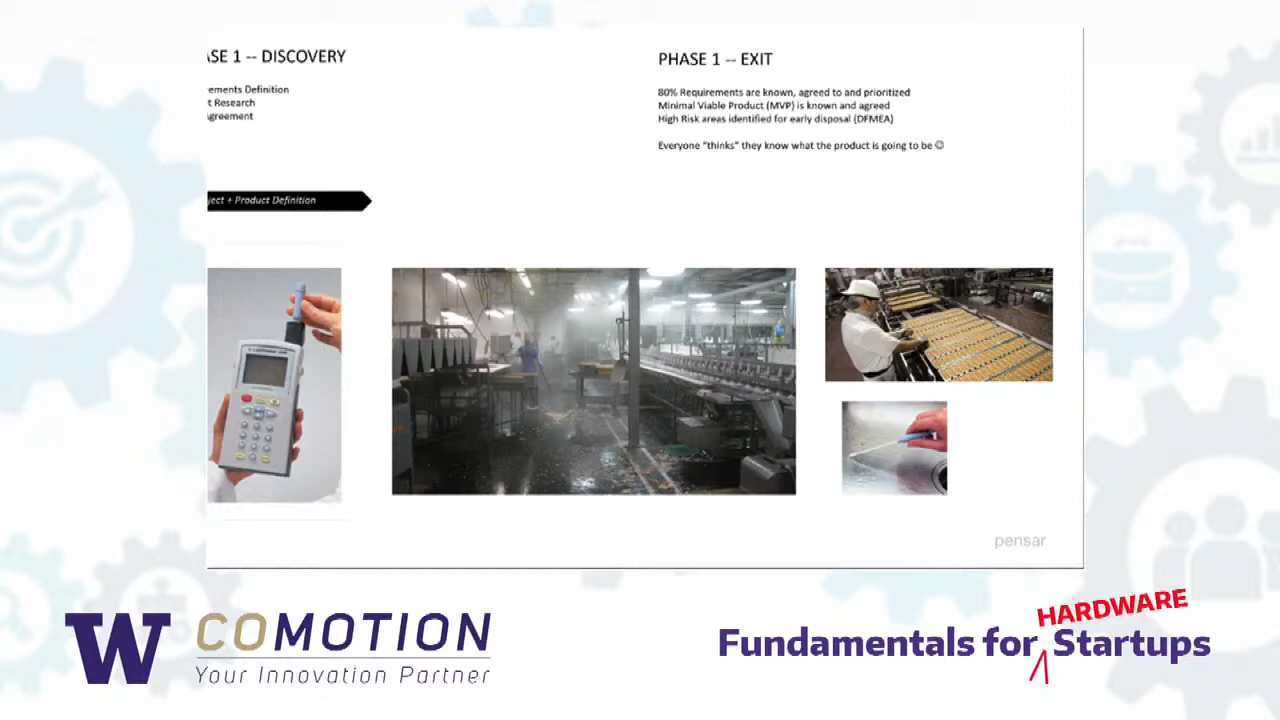 ASE 1 -- DISCOVERY
ements Definition
t Research
greement
ject + Product Definition
PHASE 1 -- EXIT
80% Requirements are known, agreed to and prioritized
Minimal Viable Product (MVP) is known and agreed
High Risk areas identified for early disposal (DFMEA)
Everyone "thinks" they know what the product is going to be ☺
pensar
W COMOTION
Your Innovation Partner
HARDWARE
Fundamentals for Startups